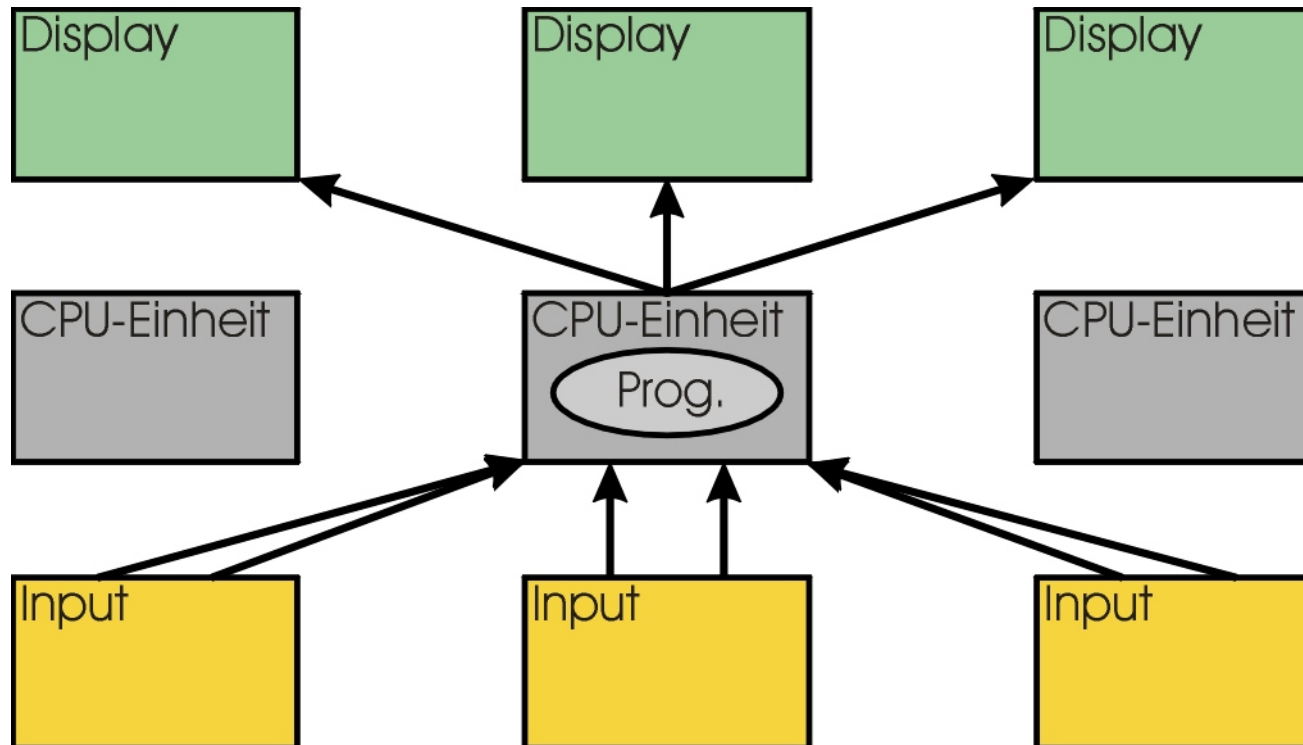 Display
Display
Display
CPU-Einheit
CPU-Einheit
CPU-Einheit
Prog.
Input
Input
Input